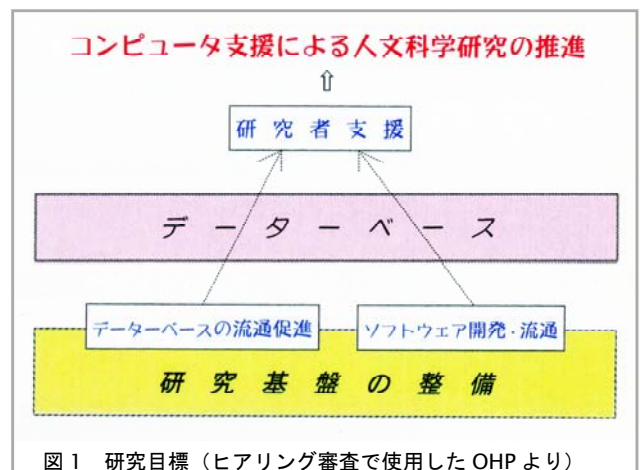 コンピュータ支援による人文科学研究の推進
⇧
研究者支援
データーベース
データーベースの流通促進 ソフトウェア開発・流通
研究基盤の整備
図1 研究目標（ヒアリング審査で使用した OHP より）